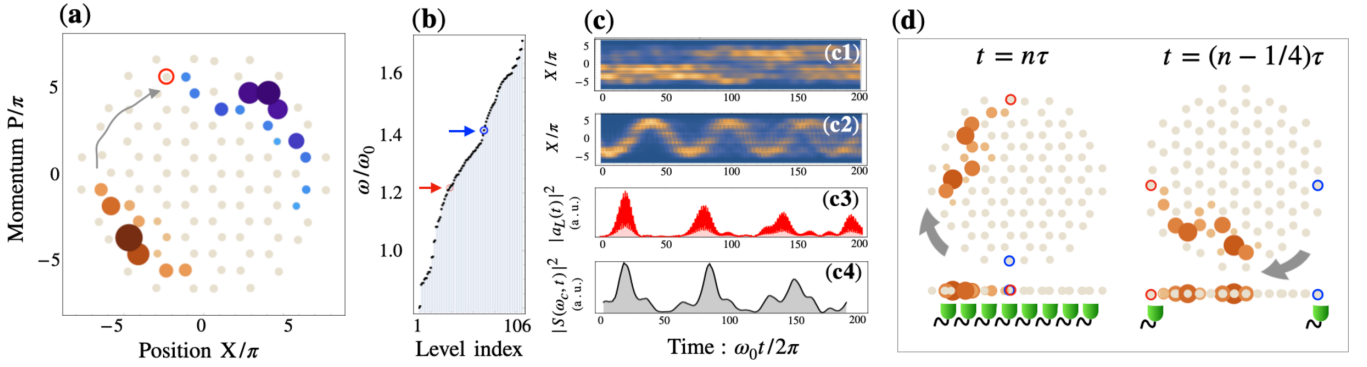 (a)
Momentum P/π
5
0
−5
−5
0
5
Position X/π
(b)
ω/ω₀
1.6
1.4
1.2
1.0
1
106
Level index
(c)
(c1)
X/π
5
0
−5
0
50
100
150
200
(c2)
X/π
5
0
−5
0
50
100
150
200
(c3)
|a_L(t)|²
(a. u.)
0
50
100
150
200
(c4)
|S(ω_c, t)|²
(a. u.)
0
50
100
150
200
Time : ω₀t/2π
(d)
t = nτ
t = (n − 1/4)τ